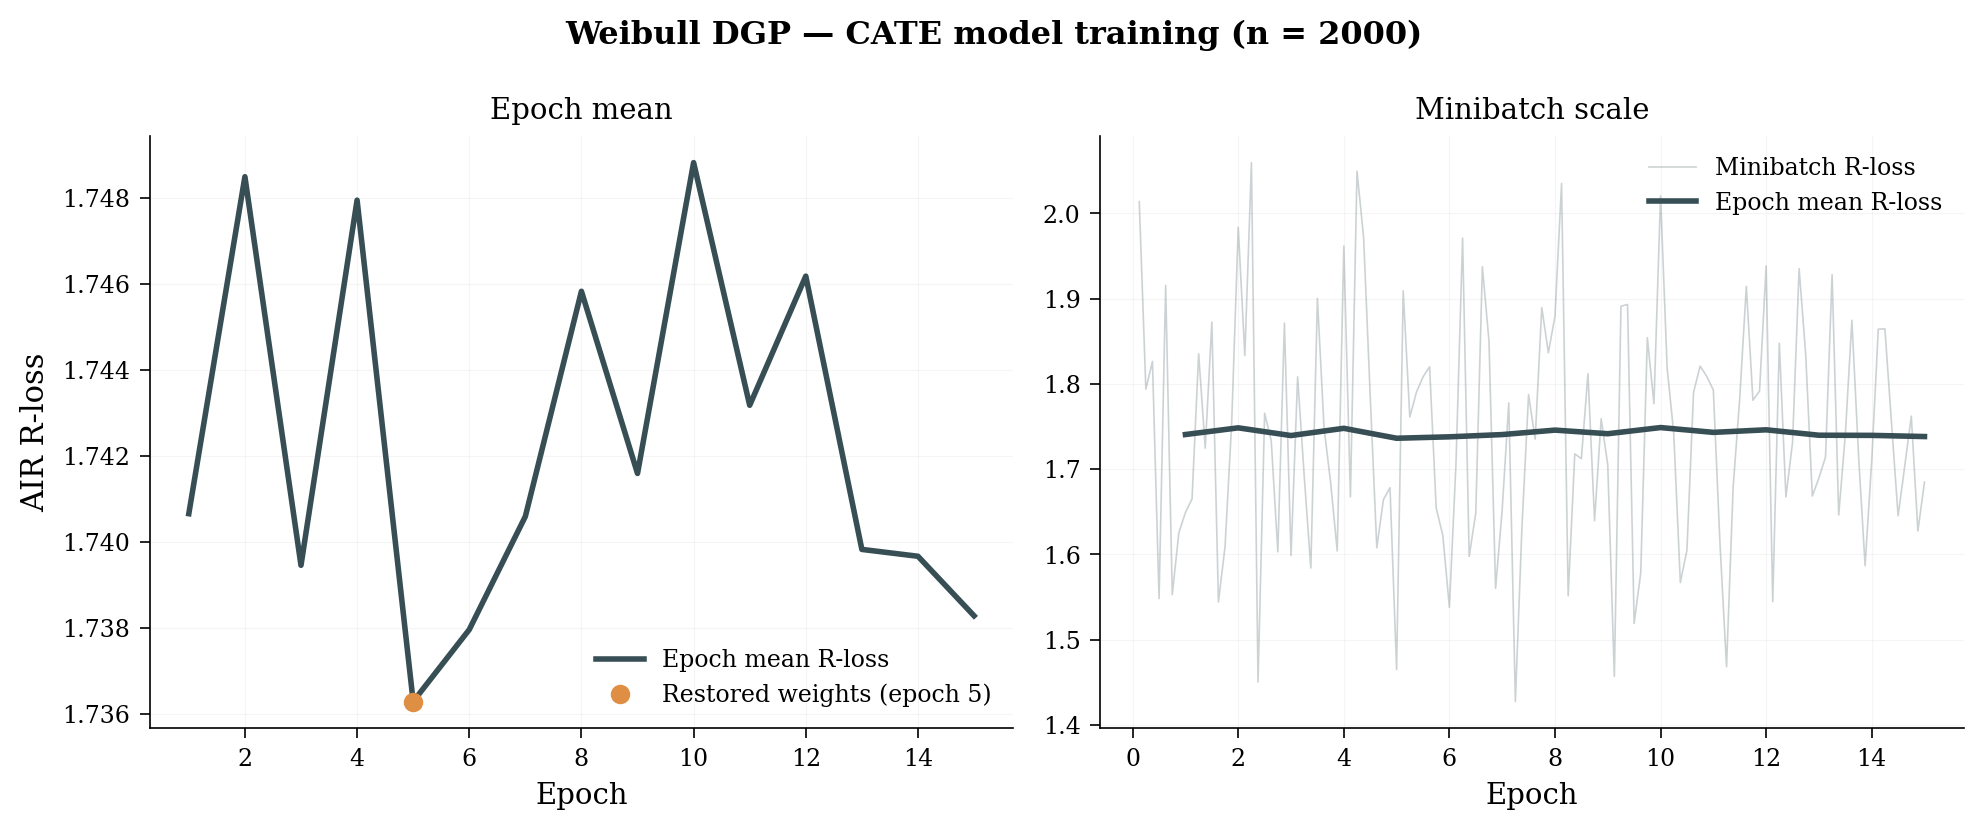 Weibull DGP — CATE model training (n = 2000)
Epoch mean
AIR R-loss
1.748
1.746
1.744
1.742
1.740
1.738
1.736
Epoch mean R-loss
Restored weights (epoch 5)
2 4 6 8 10 12 14
Epoch
Minibatch scale
Minibatch R-loss
Epoch mean R-loss
2.0
1.9
1.8
1.7
1.6
1.5
1.4
0 2 4 6 8 10 12 14
Epoch